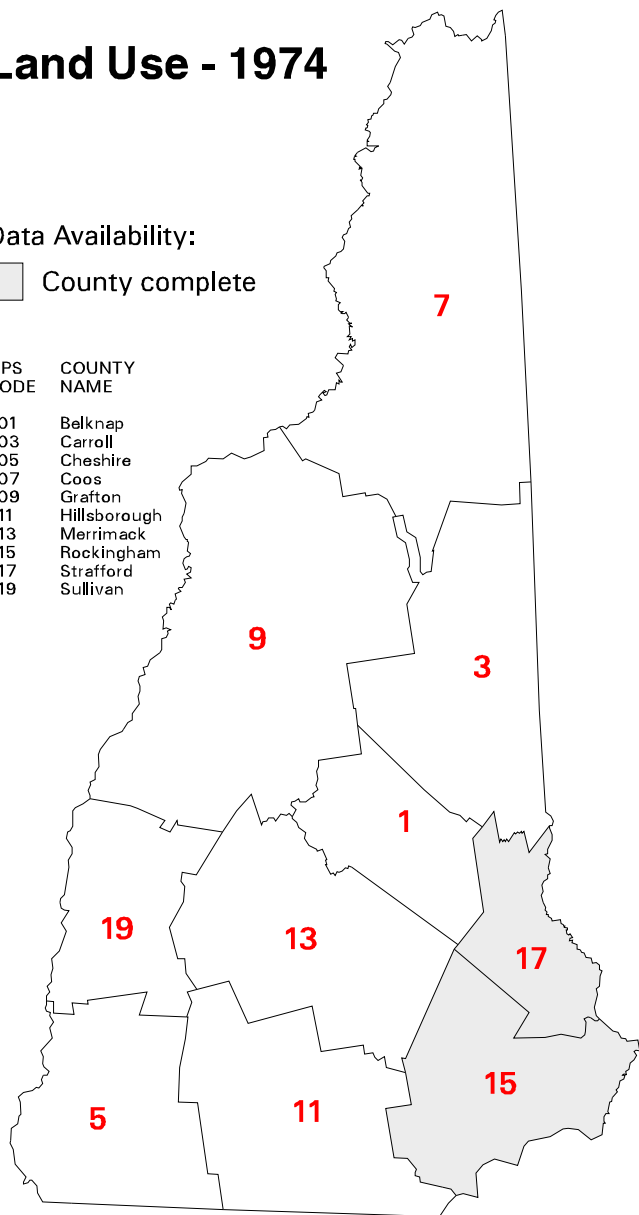 Land Use - 1974
Data Availability:
County complete
PS COUNTY
ODE NAME
01 Belknap
03 Carroll
05 Cheshire
07 Coos
09 Grafton
11 Hillsborough
13 Merrimack
15 Rockingham
17 Strafford
19 Sullivan
7
9
3
1
19
13
17
15
11
5